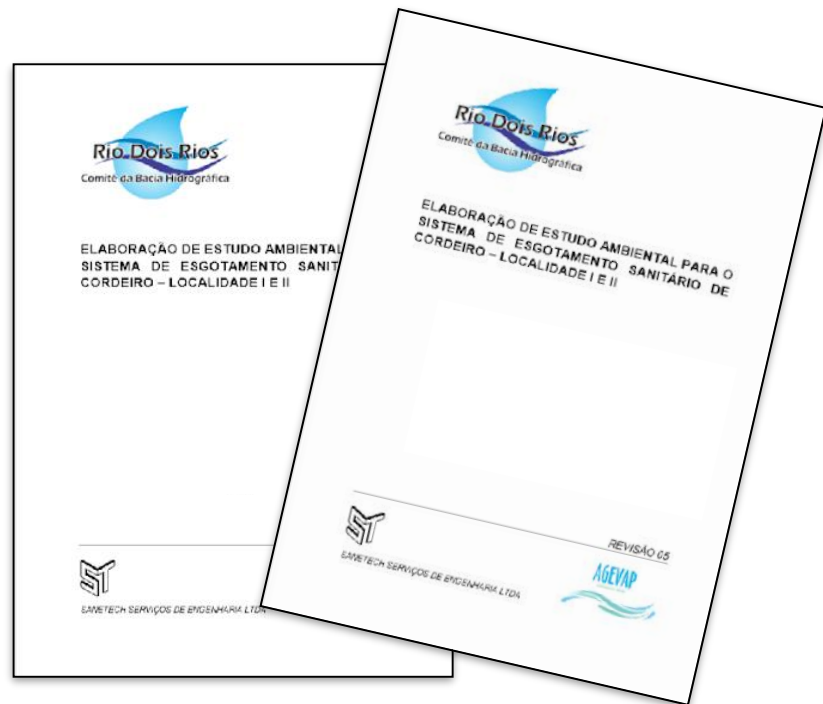 Rio Dois Rios
Comitê da Bacia Hidrográfica
ELABORAÇÃO DE ESTUDO AMBIENTAL
SISTEMA DE ESGOTAMENTO SANIT
CORDEIRO – LOCALIDADE I E II
ST
SANETECH SERVIÇOS DE ENGENHARIA LTDA
Rio Dois Rios
Comitê da Bacia Hidrográfica
ELABORAÇÃO DE ESTUDO AMBIENTAL PARA O
SISTEMA DE ESGOTAMENTO SANITÁRIO DE
CORDEIRO – LOCALIDADE I E II
REVISÃO 05
ST
SANETECH SERVIÇOS DE ENGENHARIA LTDA
AGEVAP